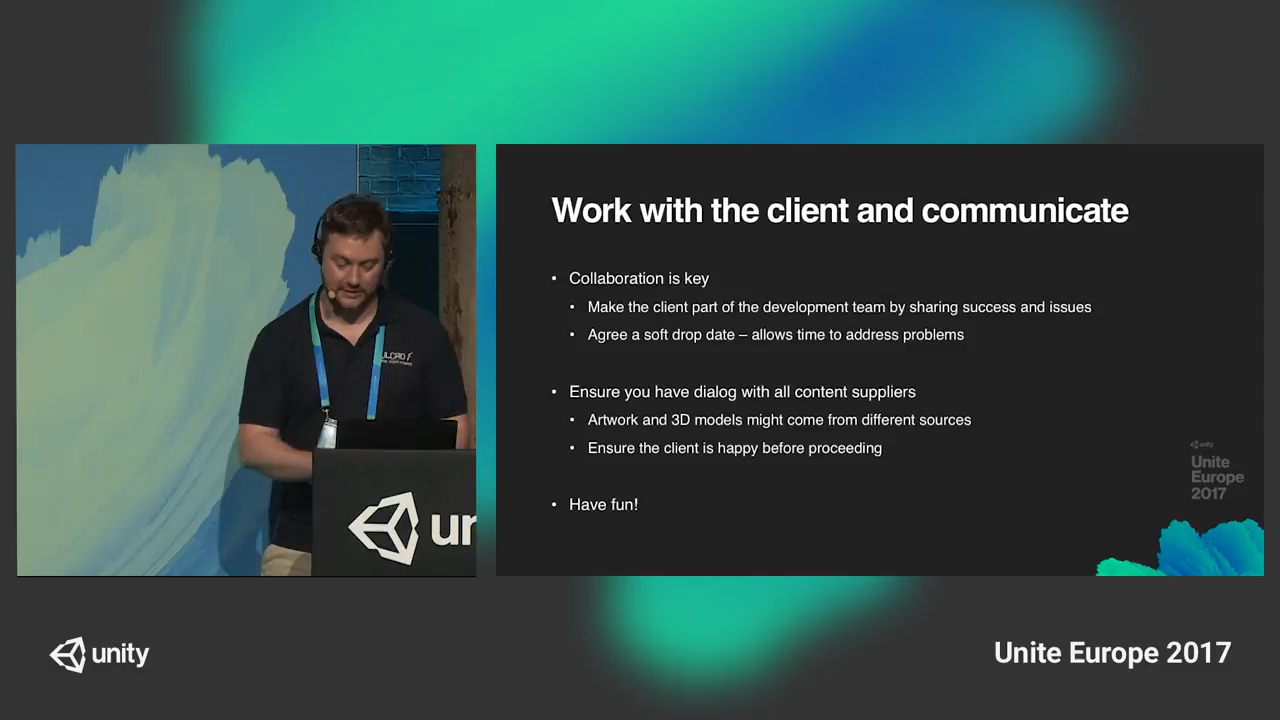 Work with the client and communicate
• Collaboration is key
• Make the client part of the development team by sharing success and issues
• Agree a soft drop date – allows time to address problems
• Ensure you have dialog with all content suppliers
• Artwork and 3D models might come from different sources
• Ensure the client is happy before proceeding
• Have fun!
unity
Unite
Europe
2017
un
unity
Unite Europe 2017